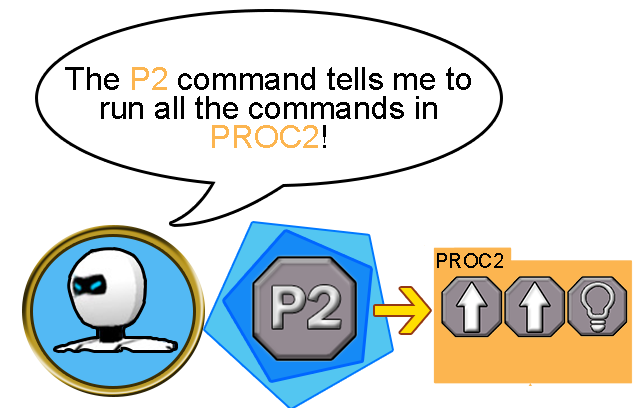 The P2 command tells me to
run all the commands in
PROC2!
P2
PROC2